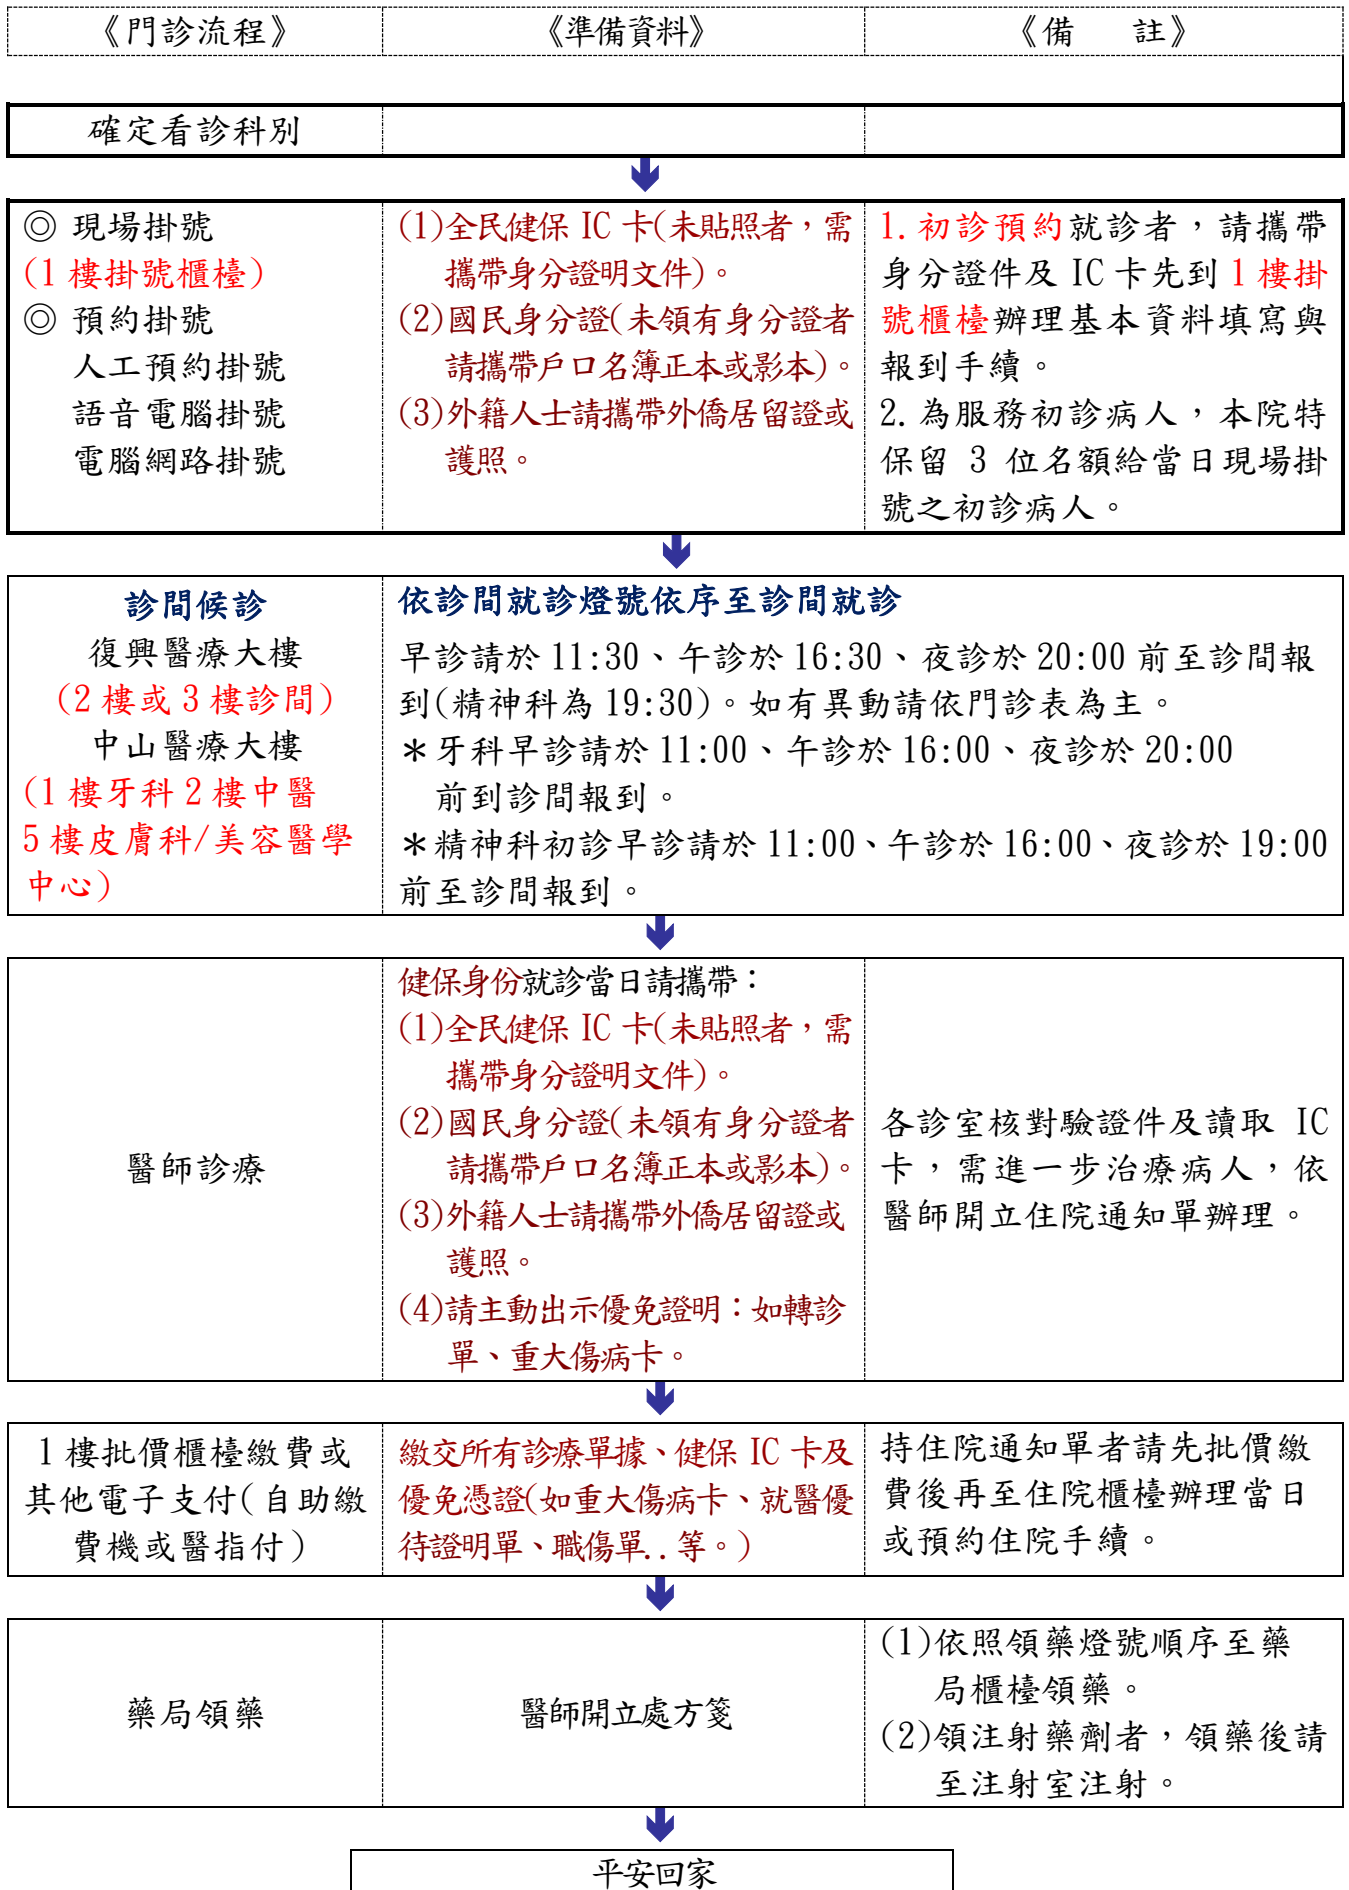 《門診流程》
《準備資料》
《備　　註》
確定看診科別
◎ 現場掛號
(1 樓掛號櫃檯)
◎ 預約掛號
人工預約掛號
語音電腦掛號
電腦網路掛號
(1)全民健保 IC 卡(未貼照者，需
攜帶身分證明文件)。
(2)國民身分證(未領有身分證者
請攜帶戶口名簿正本或影本)。
(3)外籍人士請攜帶外僑居留證或
護照。
1. 初診預約就診者，請攜帶
身分證件及 IC 卡先到 1 樓掛
號櫃檯辦理基本資料填寫與
報到手續。
2. 為服務初診病人，本院特
保留 3 位名額給當日現場掛
號之初診病人。
診間候診
復興醫療大樓
(2 樓或 3 樓診間)
中山醫療大樓
(1 樓牙科 2 樓中醫
5 樓皮膚科/美容醫學
中心)
依診間就診燈號依序至診間就診
早診請於 11:30、午診於 16:30、夜診於 20:00 前至診間報
到(精神科為 19:30)。如有異動請依門診表為主。
＊牙科早診請於 11:00、午診於 16:00、夜診於 20:00
前到診間報到。
＊精神科初診早診請於 11:00、午診於 16:00、夜診於 19:00
前至診間報到。
醫師診療
健保身份就診當日請攜帶：
(1)全民健保 IC 卡(未貼照者，需
攜帶身分證明文件)。
(2)國民身分證(未領有身分證者
請攜帶戶口名簿正本或影本)。
(3)外籍人士請攜帶外僑居留證或
護照。
(4)請主動出示優免證明：如轉診
單、重大傷病卡。
各診室核對驗證件及讀取 IC
卡，需進一步治療病人，依
醫師開立住院通知單辦理。
1 樓批價櫃檯繳費或
其他電子支付(自助繳
費機或醫指付)
繳交所有診療單據、健保 IC 卡及
優免憑證(如重大傷病卡、就醫優
待證明單、職傷單..等。)
持住院通知單者請先批價繳
費後再至住院櫃檯辦理當日
或預約住院手續。
藥局領藥
醫師開立處方箋
(1)依照領藥燈號順序至藥
局櫃檯領藥。
(2)領注射藥劑者，領藥後請
至注射室注射。
平安回家